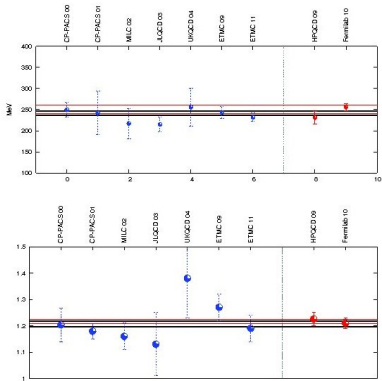 CP-PACS 00
CP-PACS 01
MILC 02
JLQCD 03
UKQCD 04
ETMC 09
ETMC 11
HPQCD 09
Fermilab 10
400
350
300
250
200
150
100
MeV
0 2 4 6 8 10
CP-PACS 00
CP-PACS 01
MILC 02
JLQCD 03
UKQCD 04
ETMC 09
ETMC 11
HPQCD 09
Fermilab 10
1.5
1.4
1.3
1.2
1.1
1